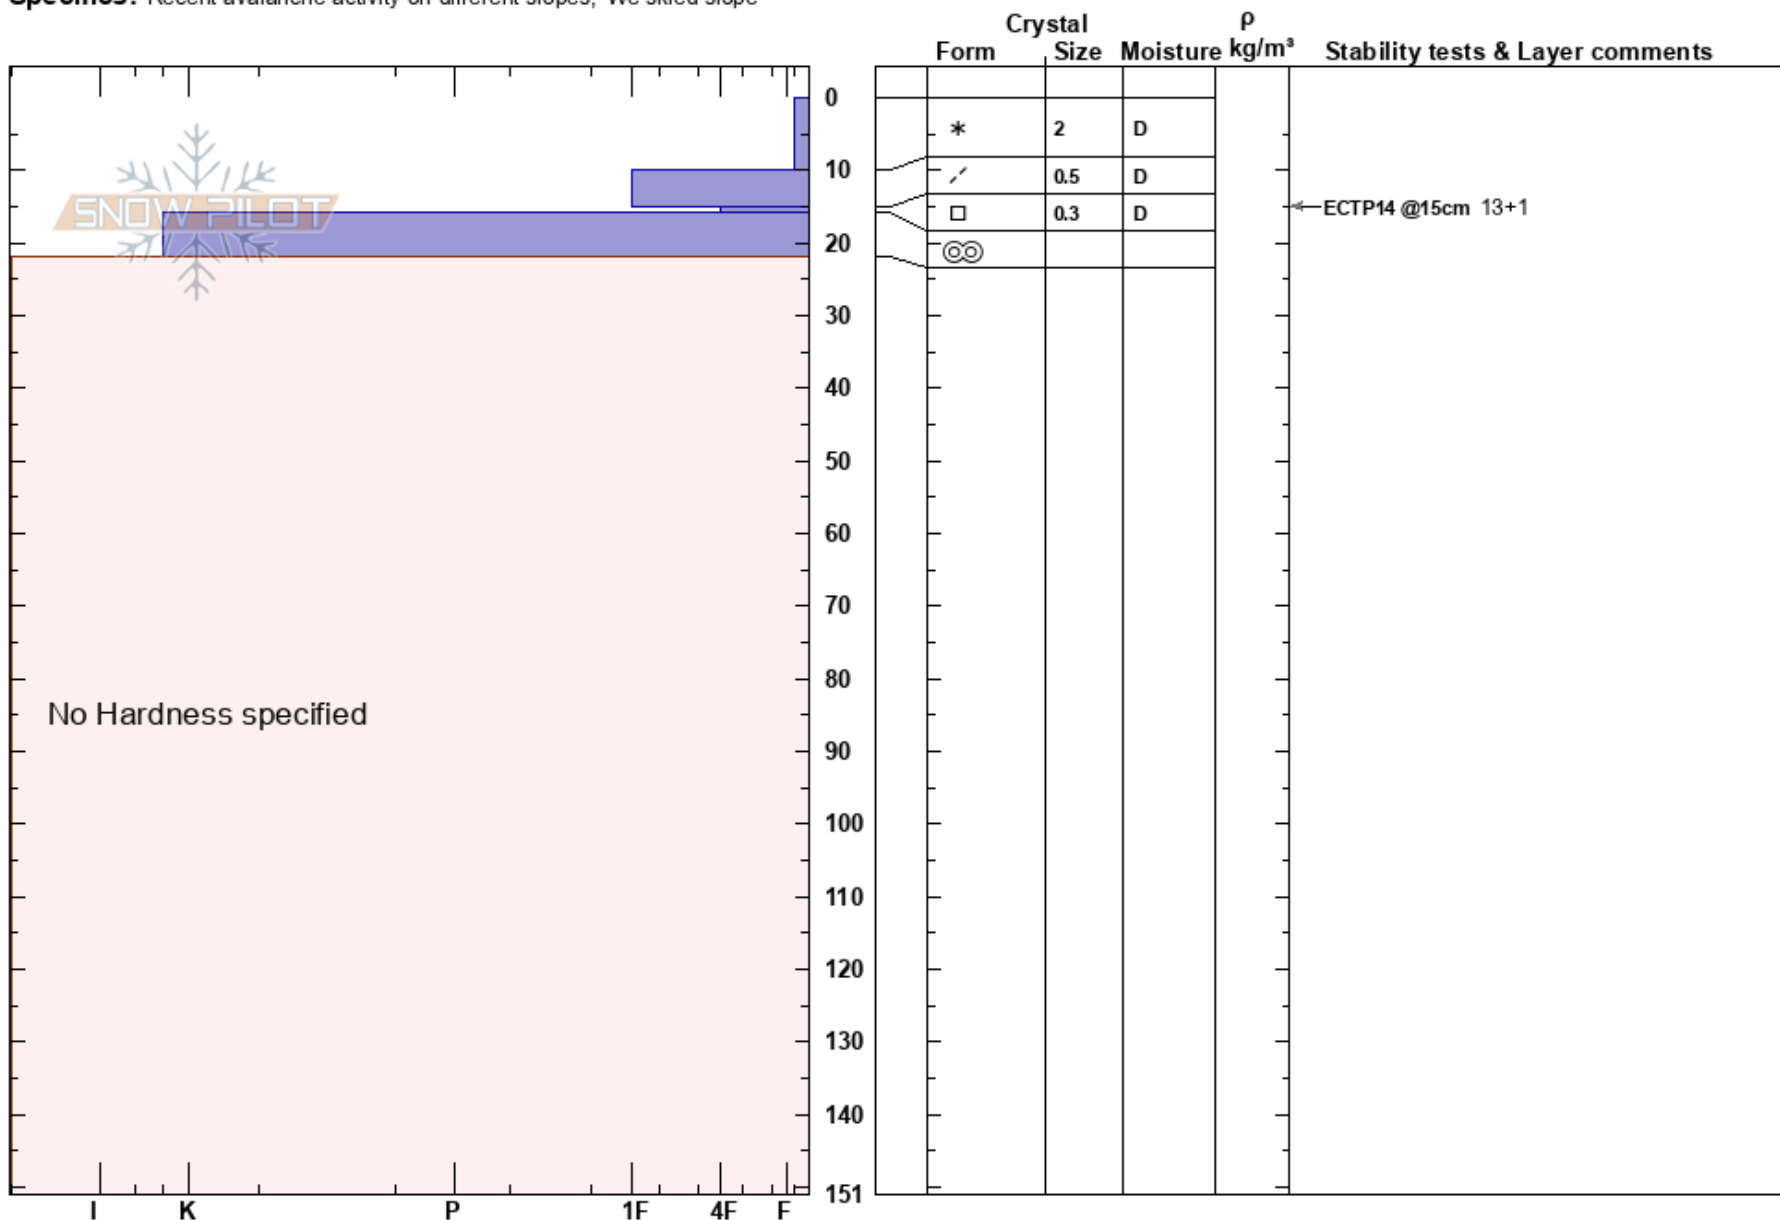 Specifics: Recent avalanche activity on different slopes, We skied slope
Crystal ρ
Form Size Moisture kg/m³ Stability tests & Layer comments
SNOW PILOT
0
10
20
30
40
50
60
70
80
90
100
110
120
130
140
151
* 2 D
0.5 D
0.3 D
ECTP14 @15cm 13+1
No Hardness specified
I K P 1F 4F F